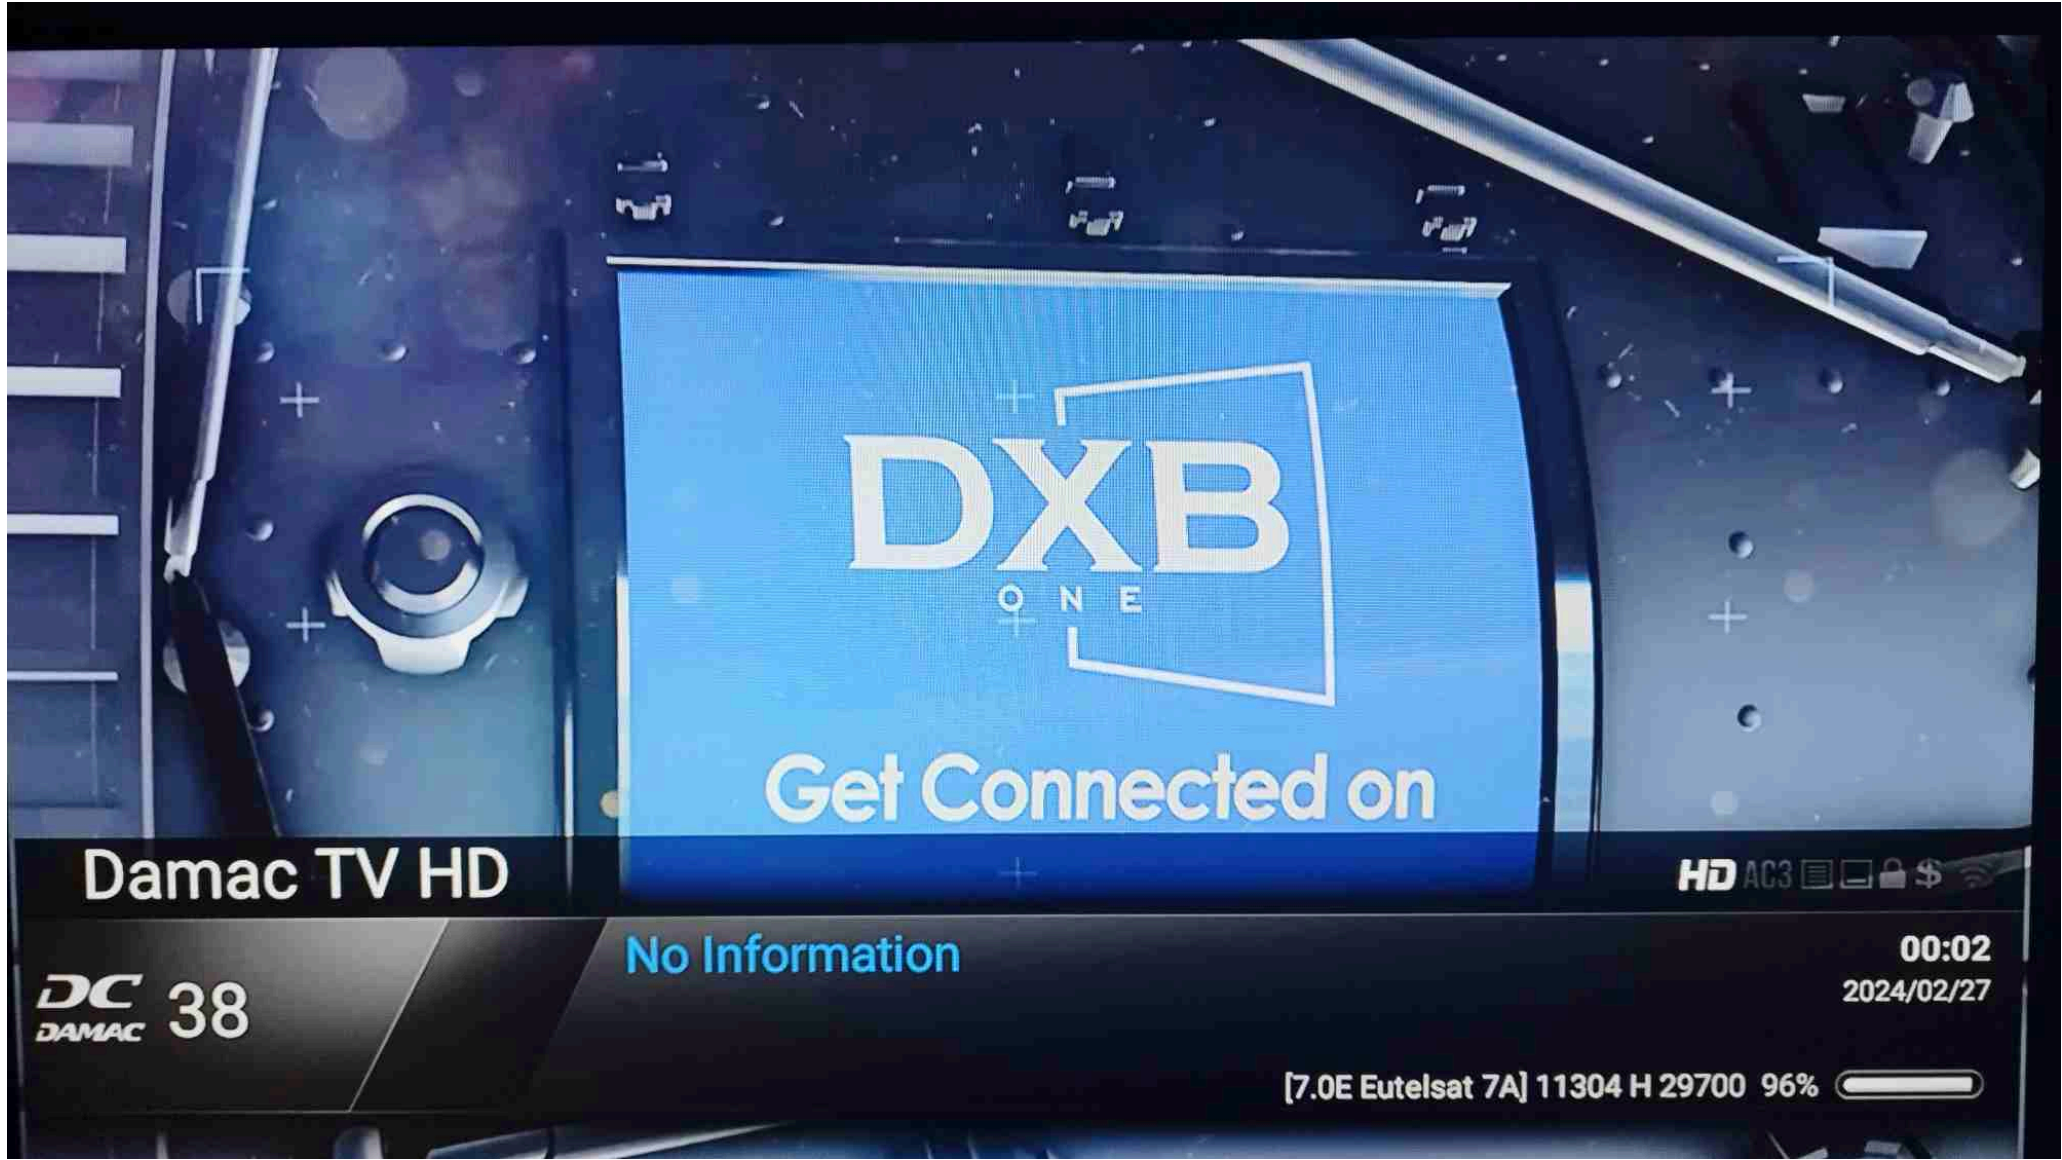 DXB
ONE
Get Connected on
Damac TV HD
HD AC3 $
No Information
00:02
DC
DAMAC
38
2024/02/27
[7.0E Eutelsat 7A] 11304 H 29700 96%